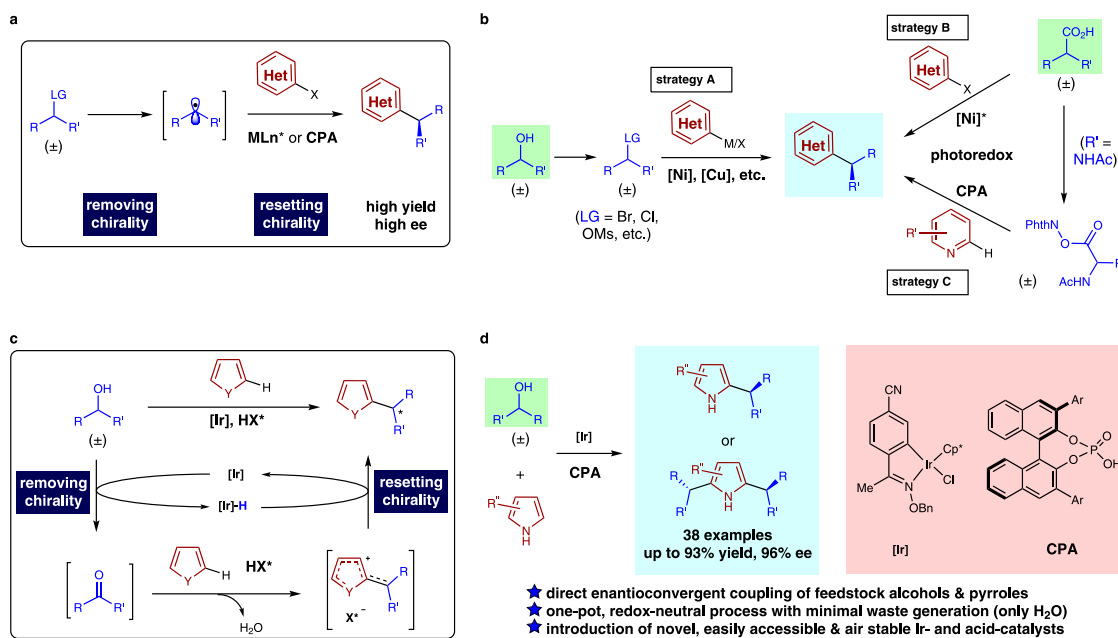 a
LG
R
R'
(±)
Het
X
MLn* or CPA
R
R'
Het
R
R'
removing
chirality
resetting
chirality
high yield
high ee
b
OH
R
R'
(±)
LG
R
R'
(±)
(LG = Br, Cl,
OMs, etc.)
strategy A
Het
M/X
[Ni], [Cu], etc.
Het
R
R'
strategy B
Het
X
[Ni]*
photoredox
CPA
CO2H
R
R'
(±)
(R' =
NHAc)
R'
N
H
strategy C
PhthN
O
O
AcHN
R
(±)
c
OH
R
R'
(±)
Y
H
[Ir], HX*
Y
*
R
R'
removing
chirality
[Ir]
[Ir]-H
resetting
chirality
O
R
R'
Y
H
HX*
H2O
Y
+
R
R'
X* –
d
OH
R'
R
(±)
+
R"
N
H
[Ir]
CPA
R"
N
H
R
R'
or
R
R'
R"
N
H
R
R'
38 examples
up to 93% yield, 96% ee
CN
Ir
Cp*
Cl
Me
N
OBn
[Ir]
Ar
O
O
P
O
OH
Ar
CPA
direct enantioconvergent coupling of feedstock alcohols & pyrroles
one-pot, redox-neutral process with minimal waste generation (only H2O)
introduction of novel, easily accessible & air stable Ir- and acid-catalysts